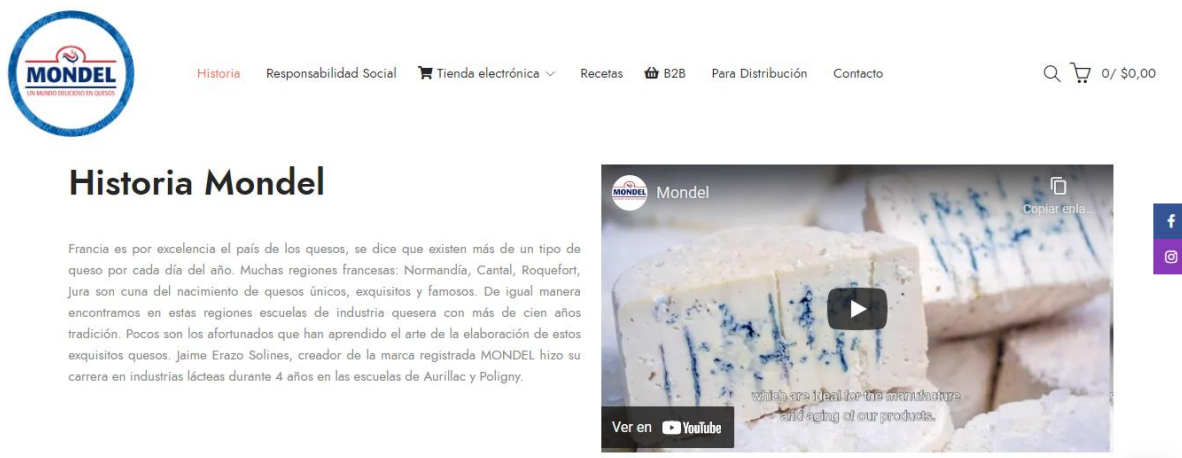 MONDEL
UN MUNDO DELICIOSO EN QUESOS
Historia
Responsabilidad Social
Tienda electrónica
Recetas
B2B
Para Distribución
Contacto
0/ $0,00
Historia Mondel
Francia es por excelencia el país de los quesos, se dice que existen más de un tipo de
queso por cada día del año. Muchas regiones francesas: Normandía, Cantal, Roquefort,
Jura son cuna del nacimiento de quesos únicos, exquisitos y famosos. De igual manera
encontramos en estas regiones escuelas de industria quesera con más de cien años
tradición. Pocos son los afortunados que han aprendido el arte de la elaboración de estos
exquisitos quesos. Jaime Erazo Solines, creador de la marca registrada MONDEL hizo su
carrera en industrias lácteas durante 4 años en las escuelas de Aurillac y Poligny.
MONDEL
Mondel
Copiar enla...
which are ideal for the manufacture
and aging of our products.
Ver en YouTube